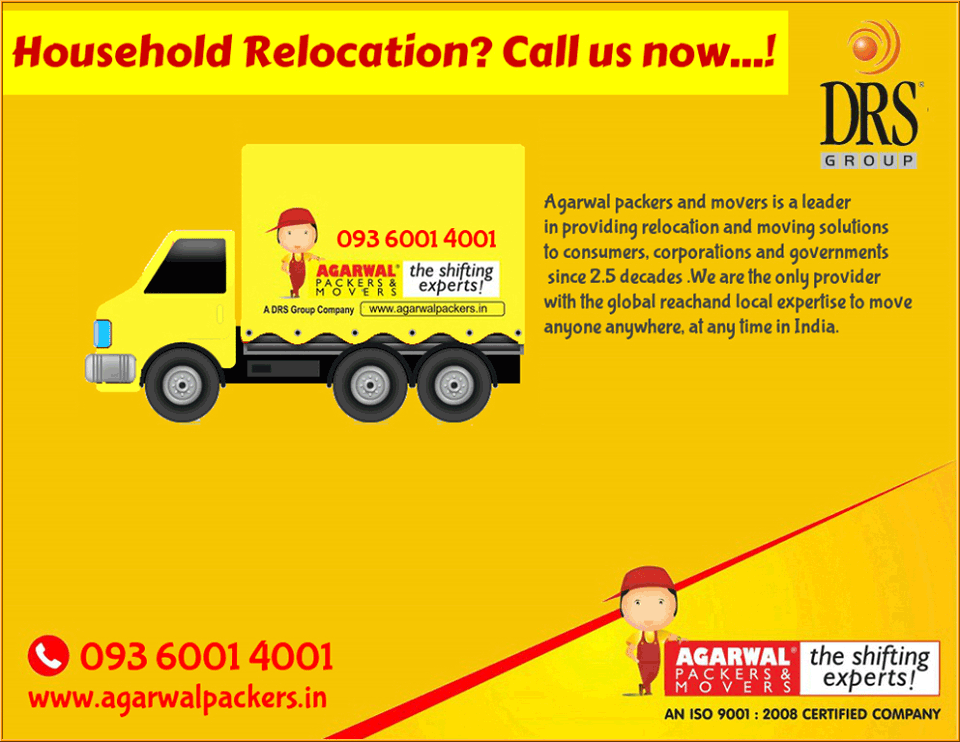 Household Relocation? Call us now...!
DRS
GROUP
Agarwal packers and movers is a leader
in providing relocation and moving solutions
to consumers, corporations and governments
since 2.5 decades .We are the only provider
with the global reachand local expertise to move
anyone anywhere, at any time in India.
093 6001 4001
AGARWAL®
PACKERS &
MOVERS
the shifting
experts!
A DRS Group Company
www.agarwalpackers.in
093 6001 4001
www.agarwalpackers.in
AGARWAL®
PACKERS &
MOVERS
the shifting
experts!
AN ISO 9001 : 2008 CERTIFIED COMPANY